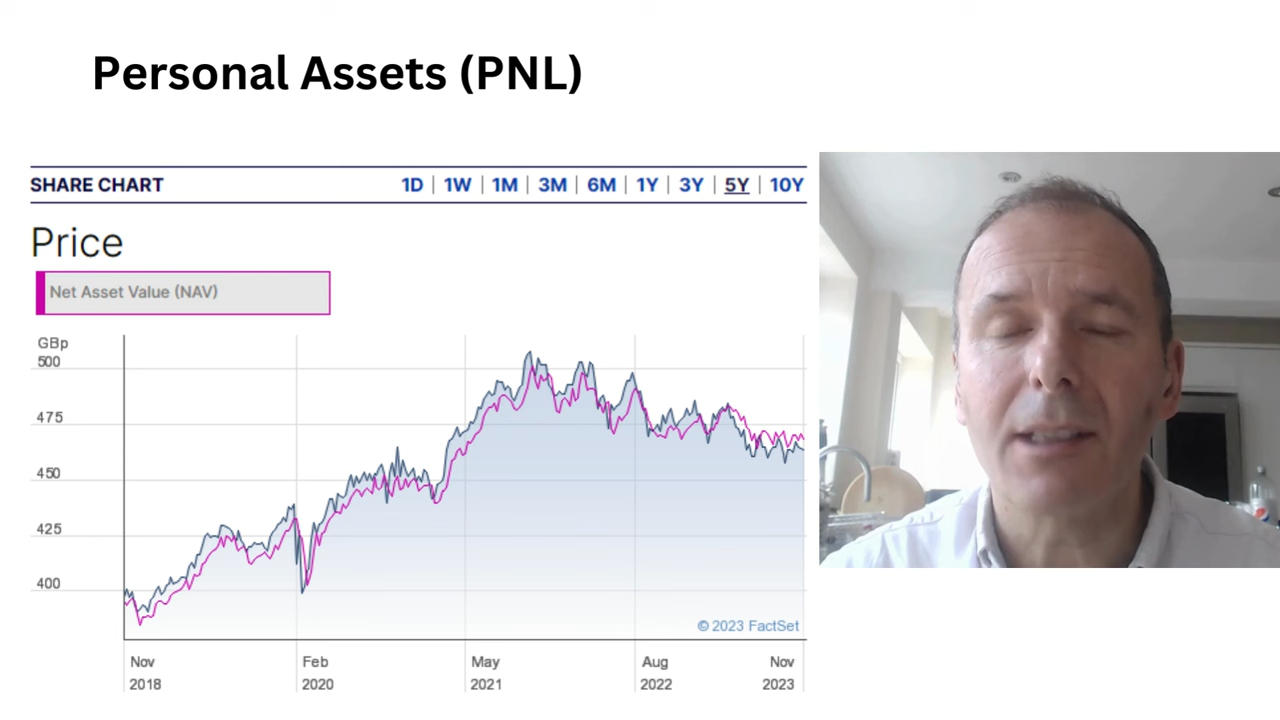 Personal Assets (PNL)
SHARE CHART 1D | 1W | 1M | 3M | 6M | 1Y | 3Y | 5Y | 10Y
Price
Net Asset Value (NAV)
GBp
500
475
450
425
400
© 2023 FactSet
Nov Feb May Aug Nov
2018 2020 2021 2022 2023